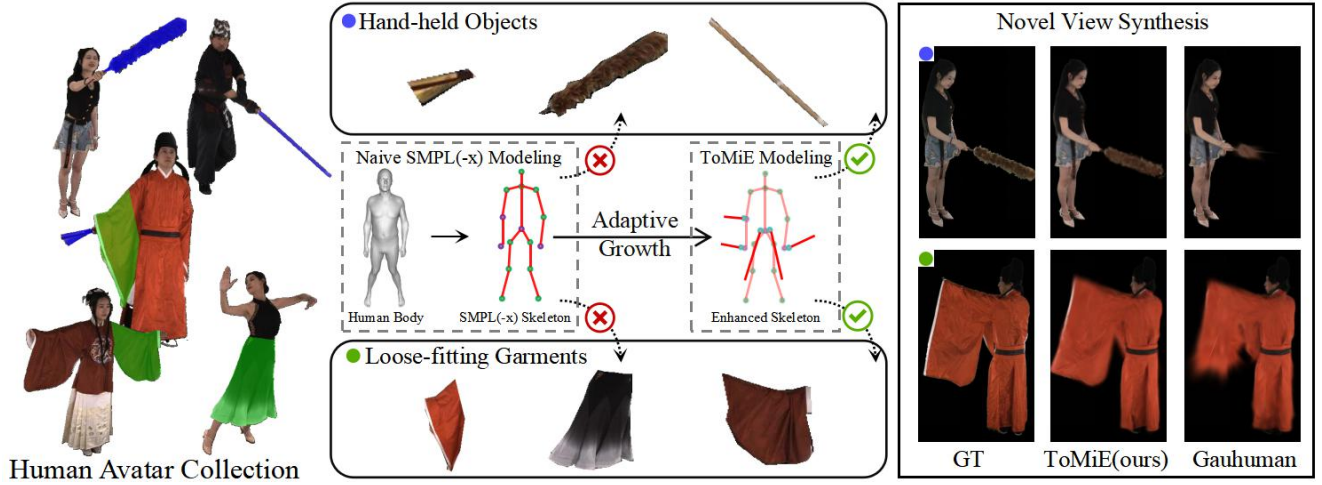 Human Avatar Collection
Hand-held Objects
Naive SMPL(-x) Modeling
Human Body
SMPL(-x) Skeleton
Adaptive
Growth
ToMiE Modeling
Enhanced Skeleton
Loose-fitting Garments
Novel View Synthesis
GT
ToMiE(ours)
Gauhuman